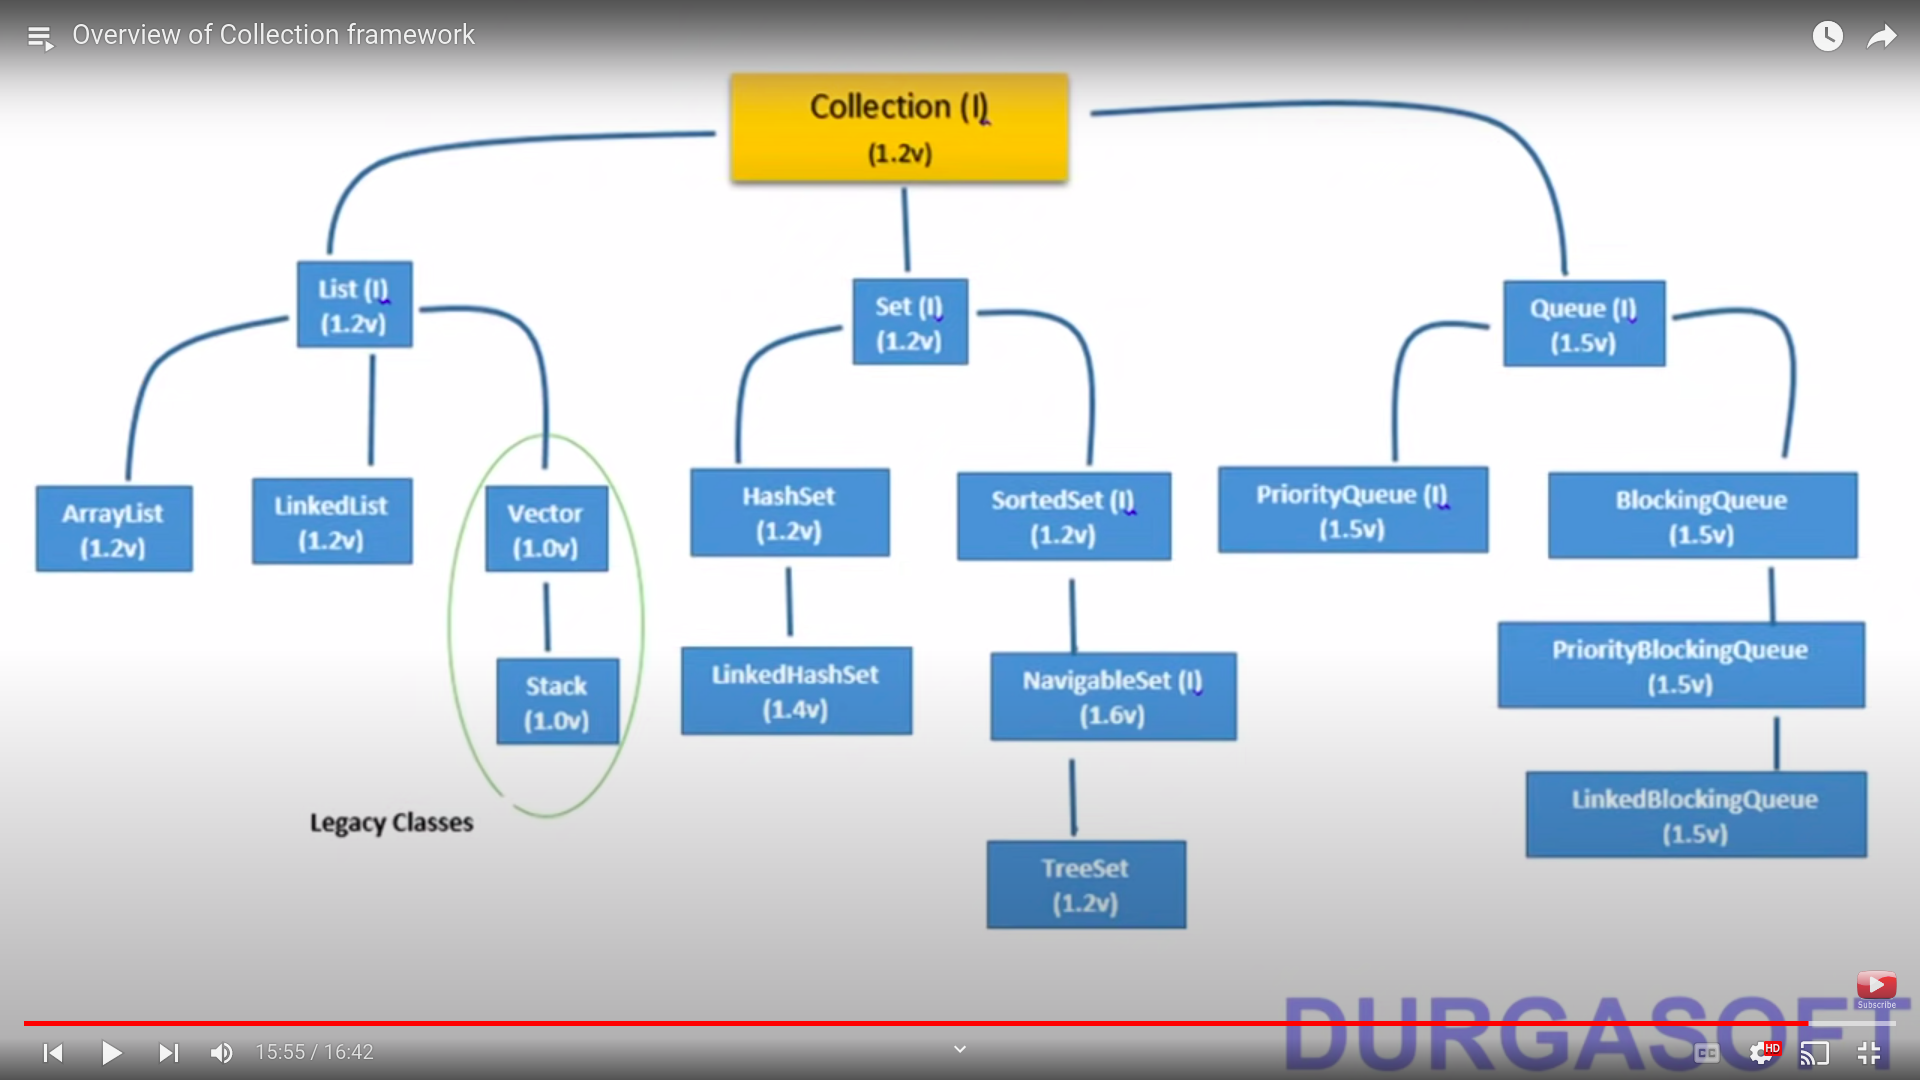 Overview of Collection framework
Collection (I)
(1.2v)
List (I)
(1.2v)
Set (I)
(1.2v)
Queue (I)
(1.5v)
ArrayList
(1.2v)
LinkedList
(1.2v)
Vector
(1.0v)
HashSet
(1.2v)
SortedSet (I)
(1.2v)
PriorityQueue (I)
(1.5v)
BlockingQueue
(1.5v)
Stack
(1.0v)
LinkedHashSet
(1.4v)
NavigableSet (I)
(1.6v)
PriorityBlockingQueue
(1.5v)
LinkedBlockingQueue
(1.5v)
Legacy Classes
TreeSet
(1.2v)
Subscribe
DURGASOFT
15:55 / 16:42
CC
HD